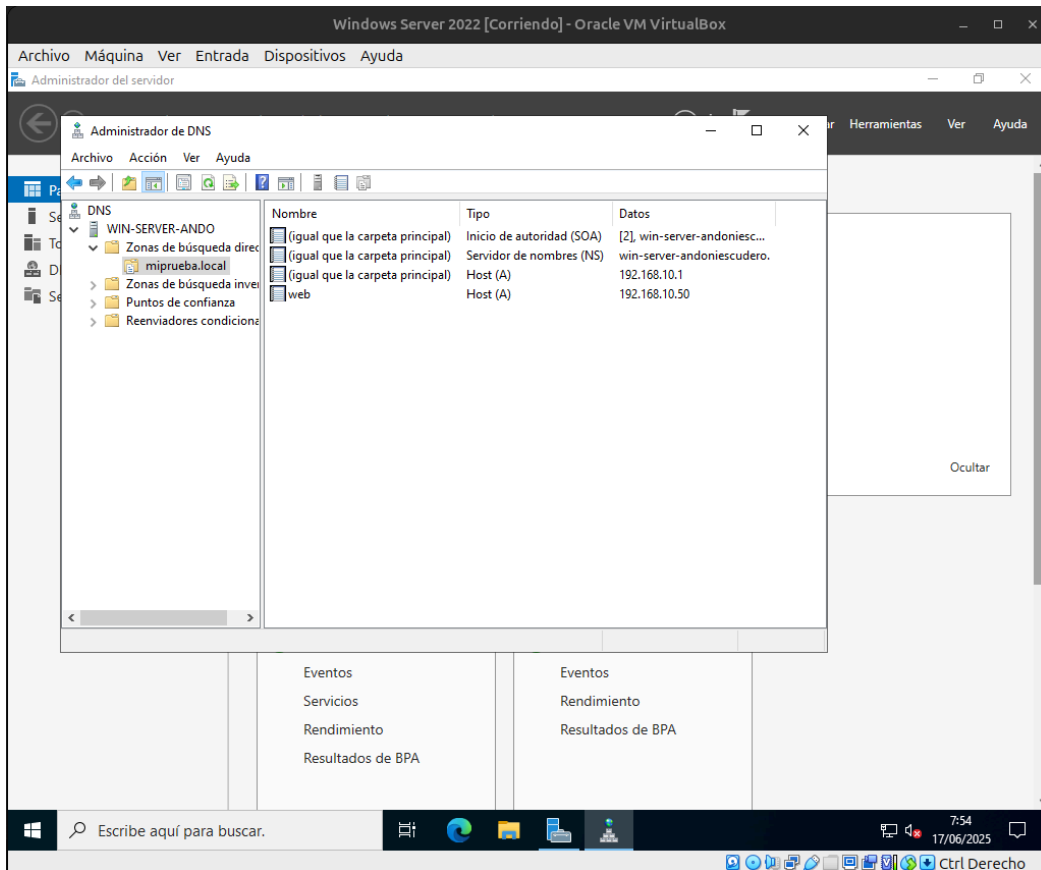 Windows Server 2022 [Corriendo] - Oracle VM VirtualBox
Archivo Máquina Ver Entrada Dispositivos Ayuda
Administrador del servidor
Herramientas Ver Ayuda
Administrador de DNS
Archivo Acción Ver Ayuda
DNS
WIN-SERVER-ANDO
Zonas de búsqueda direc
miprueba.local
Zonas de búsqueda inver
Puntos de confianza
Reenviadores condiciona
Nombre Tipo Datos
(igual que la carpeta principal) Inicio de autoridad (SOA) [2], win-server-andoniesc...
(igual que la carpeta principal) Servidor de nombres (NS) win-server-andoniescudero.
(igual que la carpeta principal) Host (A) 192.168.10.1
web Host (A) 192.168.10.50
Ocultar
Eventos
Servicios
Rendimiento
Resultados de BPA
Eventos
Rendimiento
Resultados de BPA
Escribe aquí para buscar.
7:54
17/06/2025
Ctrl Derecho